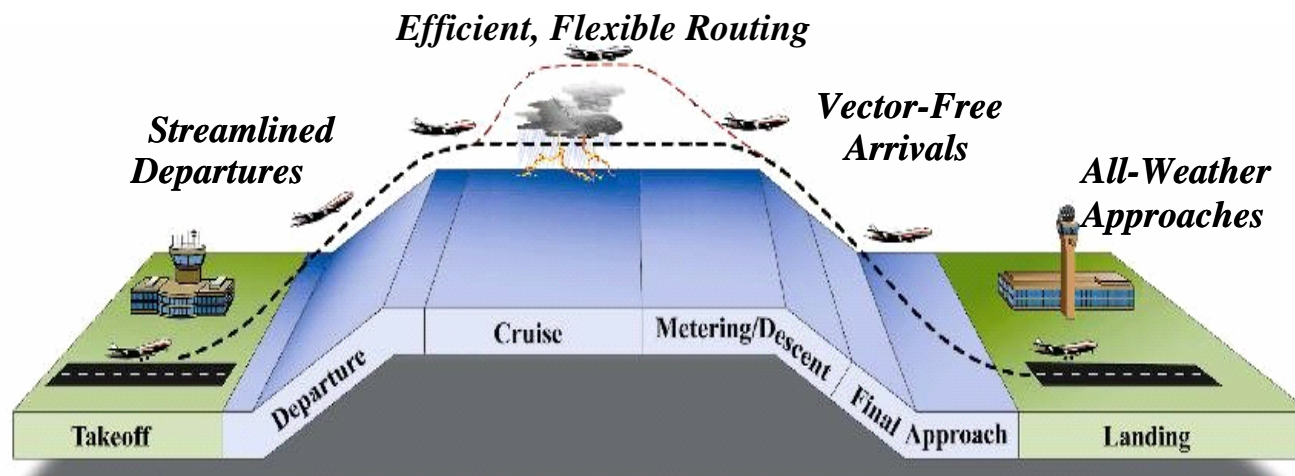 Efficient, Flexible Routing
Streamlined
Departures
Vector-Free
Arrivals
All-Weather
Approaches
Takeoff
Departure
Cruise
Metering/Descent
Final Approach
Landing